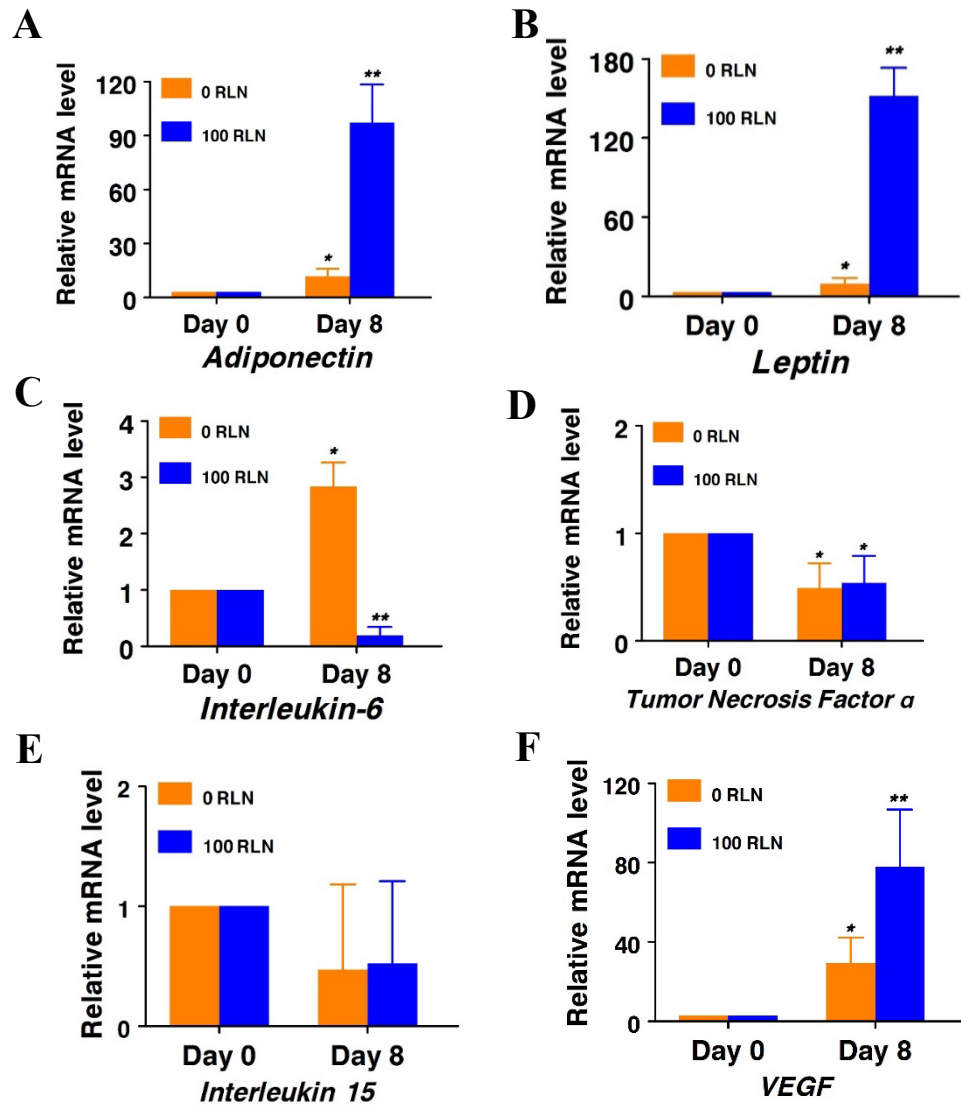 A
Relative mRNA level
120
90
60
30
0
0 RLN
100 RLN
*
**
Day 0 Day 8
Adiponectin
B
Relative mRNA level
180
120
60
0
0 RLN
100 RLN
*
**
Day 0 Day 8
Leptin
C
Relative mRNA level
4
3
2
1
0
0 RLN
100 RLN
*
**
Day 0 Day 8
Interleukin-6
D
Relative mRNA level
2
1
0
0 RLN
100 RLN
*
*
Day 0 Day 8
Tumor Necrosis Factor α
E
Relative mRNA level
2
1
0
0 RLN
100 RLN
Day 0 Day 8
Interleukin 15
F
Relative mRNA level
120
80
40
0
0 RLN
100 RLN
*
**
Day 0 Day 8
VEGF